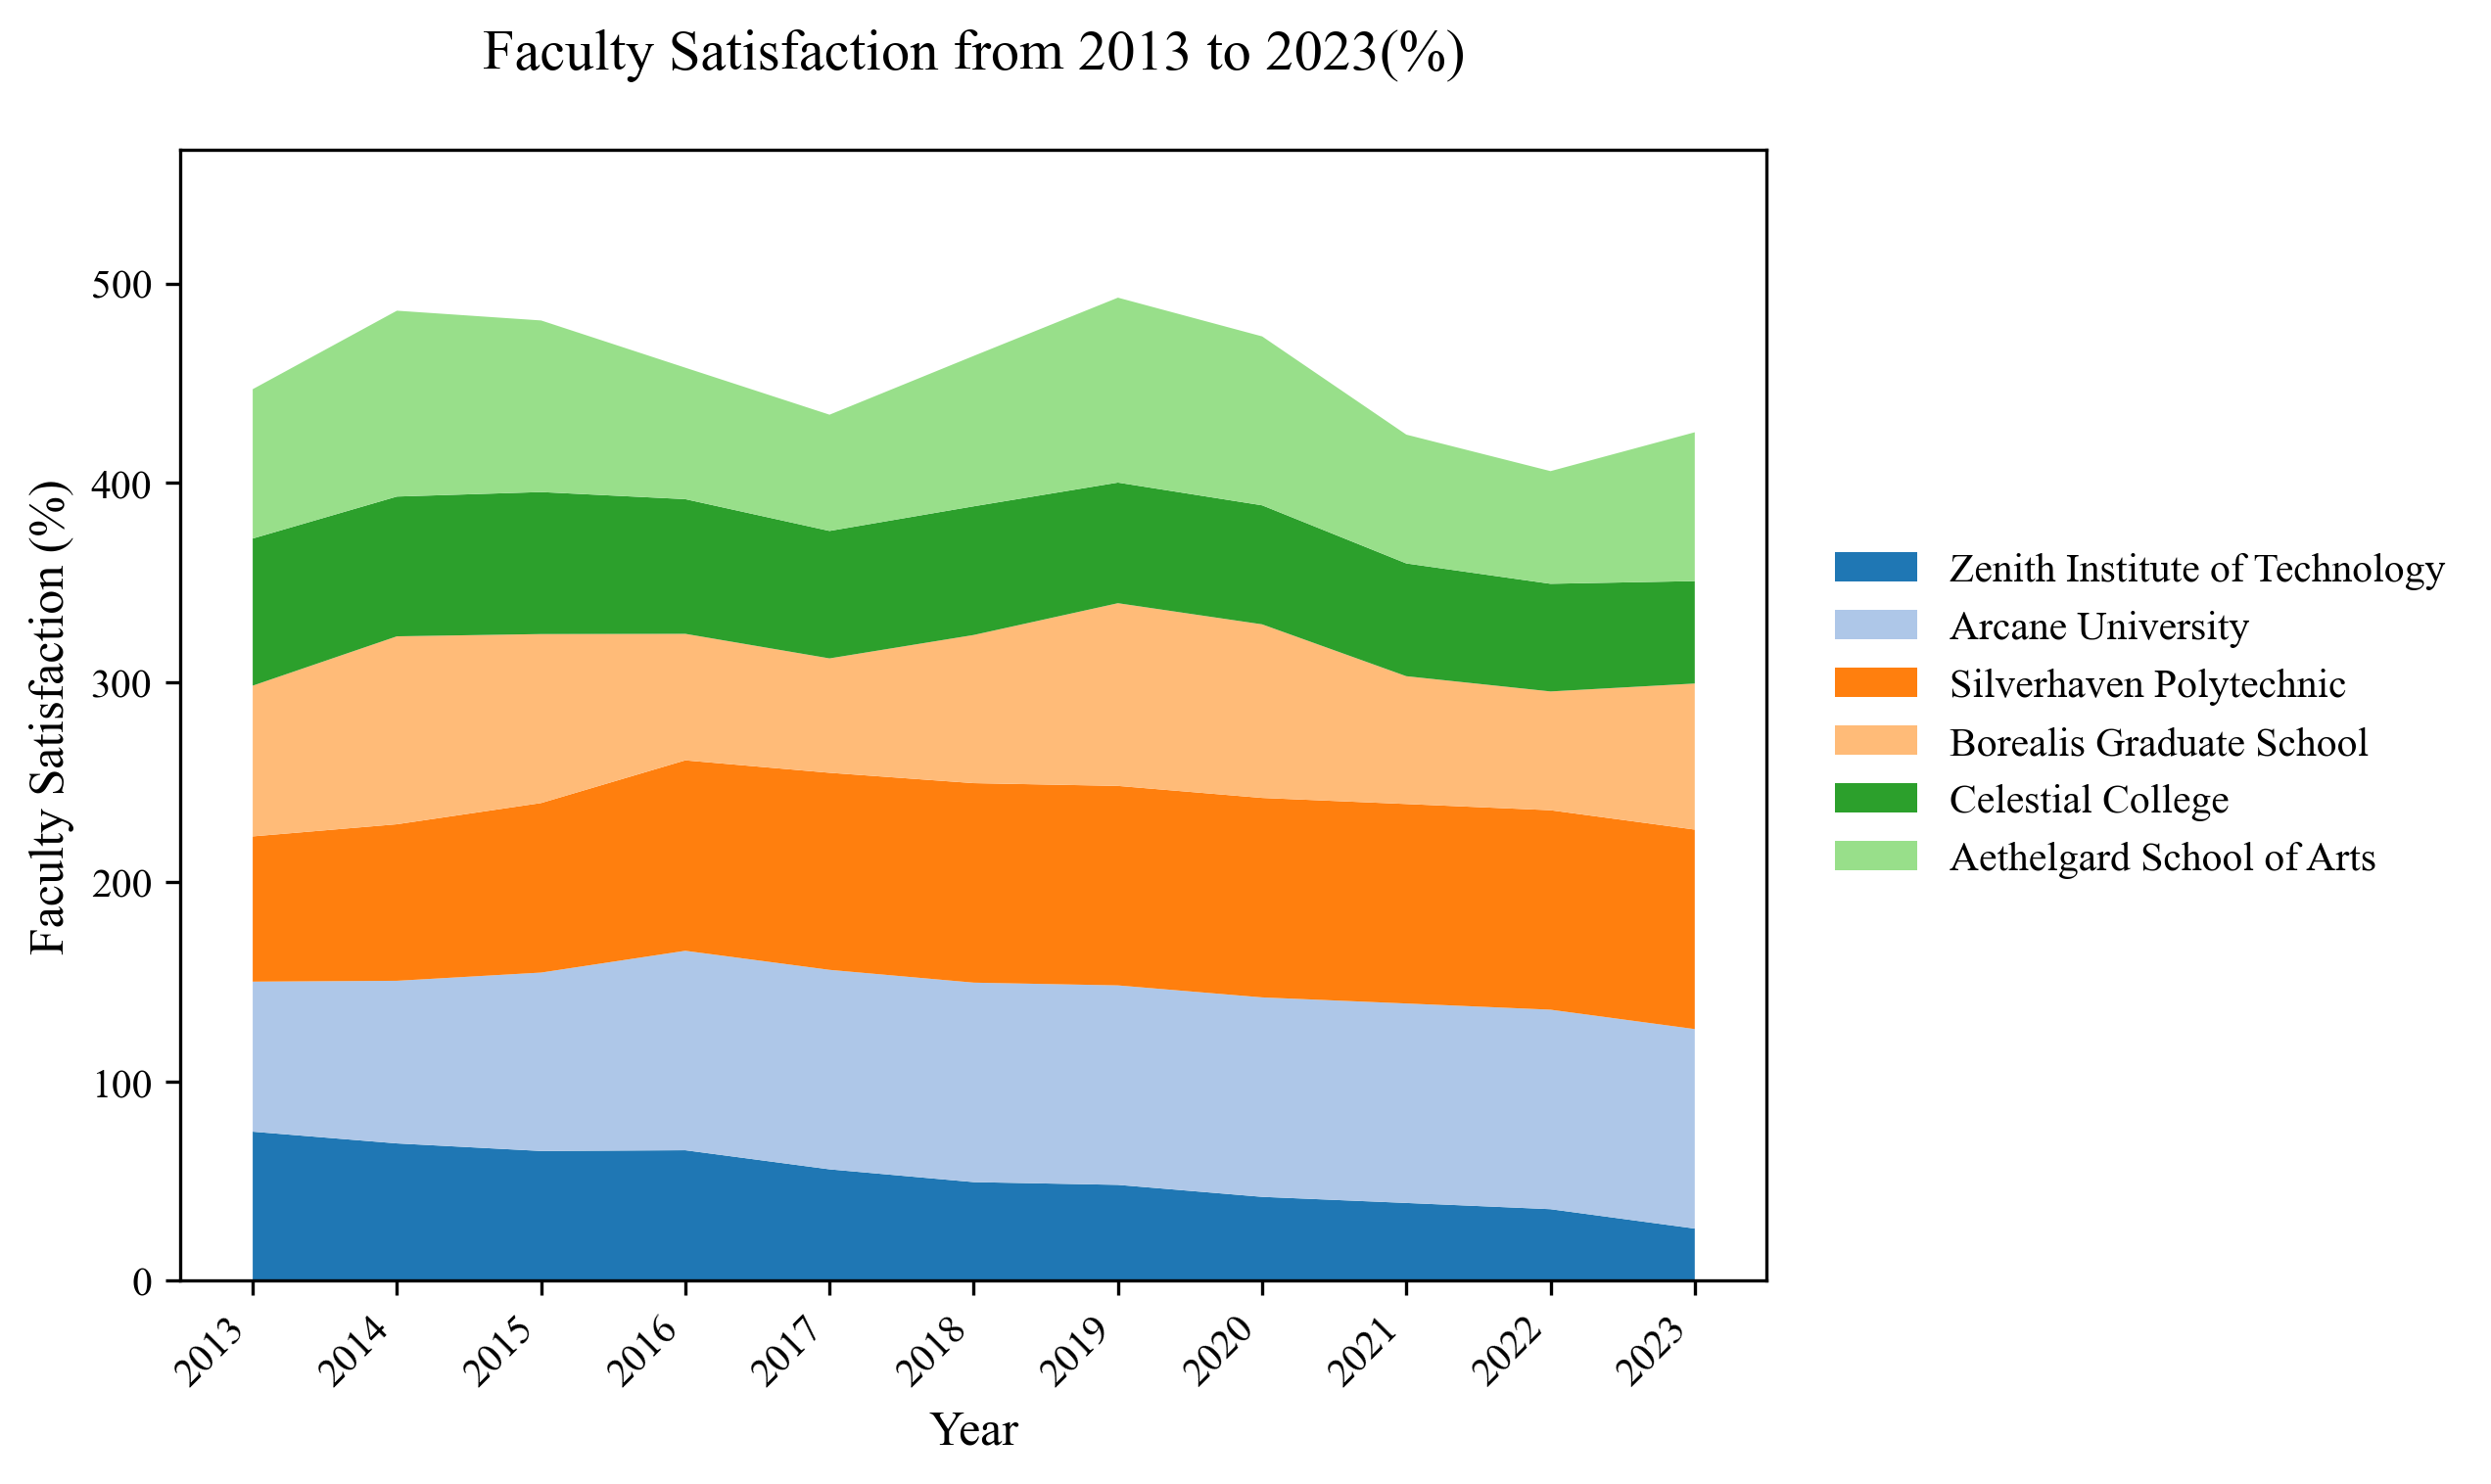 Faculty Satisfaction from 2013 to 2023(%)
Faculty Satisfaction (%)
500
400
300
200
100
0
2013
2014
2015
2016
2017
2018
2019
2020
2021
2022
2023
Year
Zenith Institute of Technology
Arcane University
Silverhaven Polytechnic
Borealis Graduate School
Celestial College
Aethelgard School of Arts